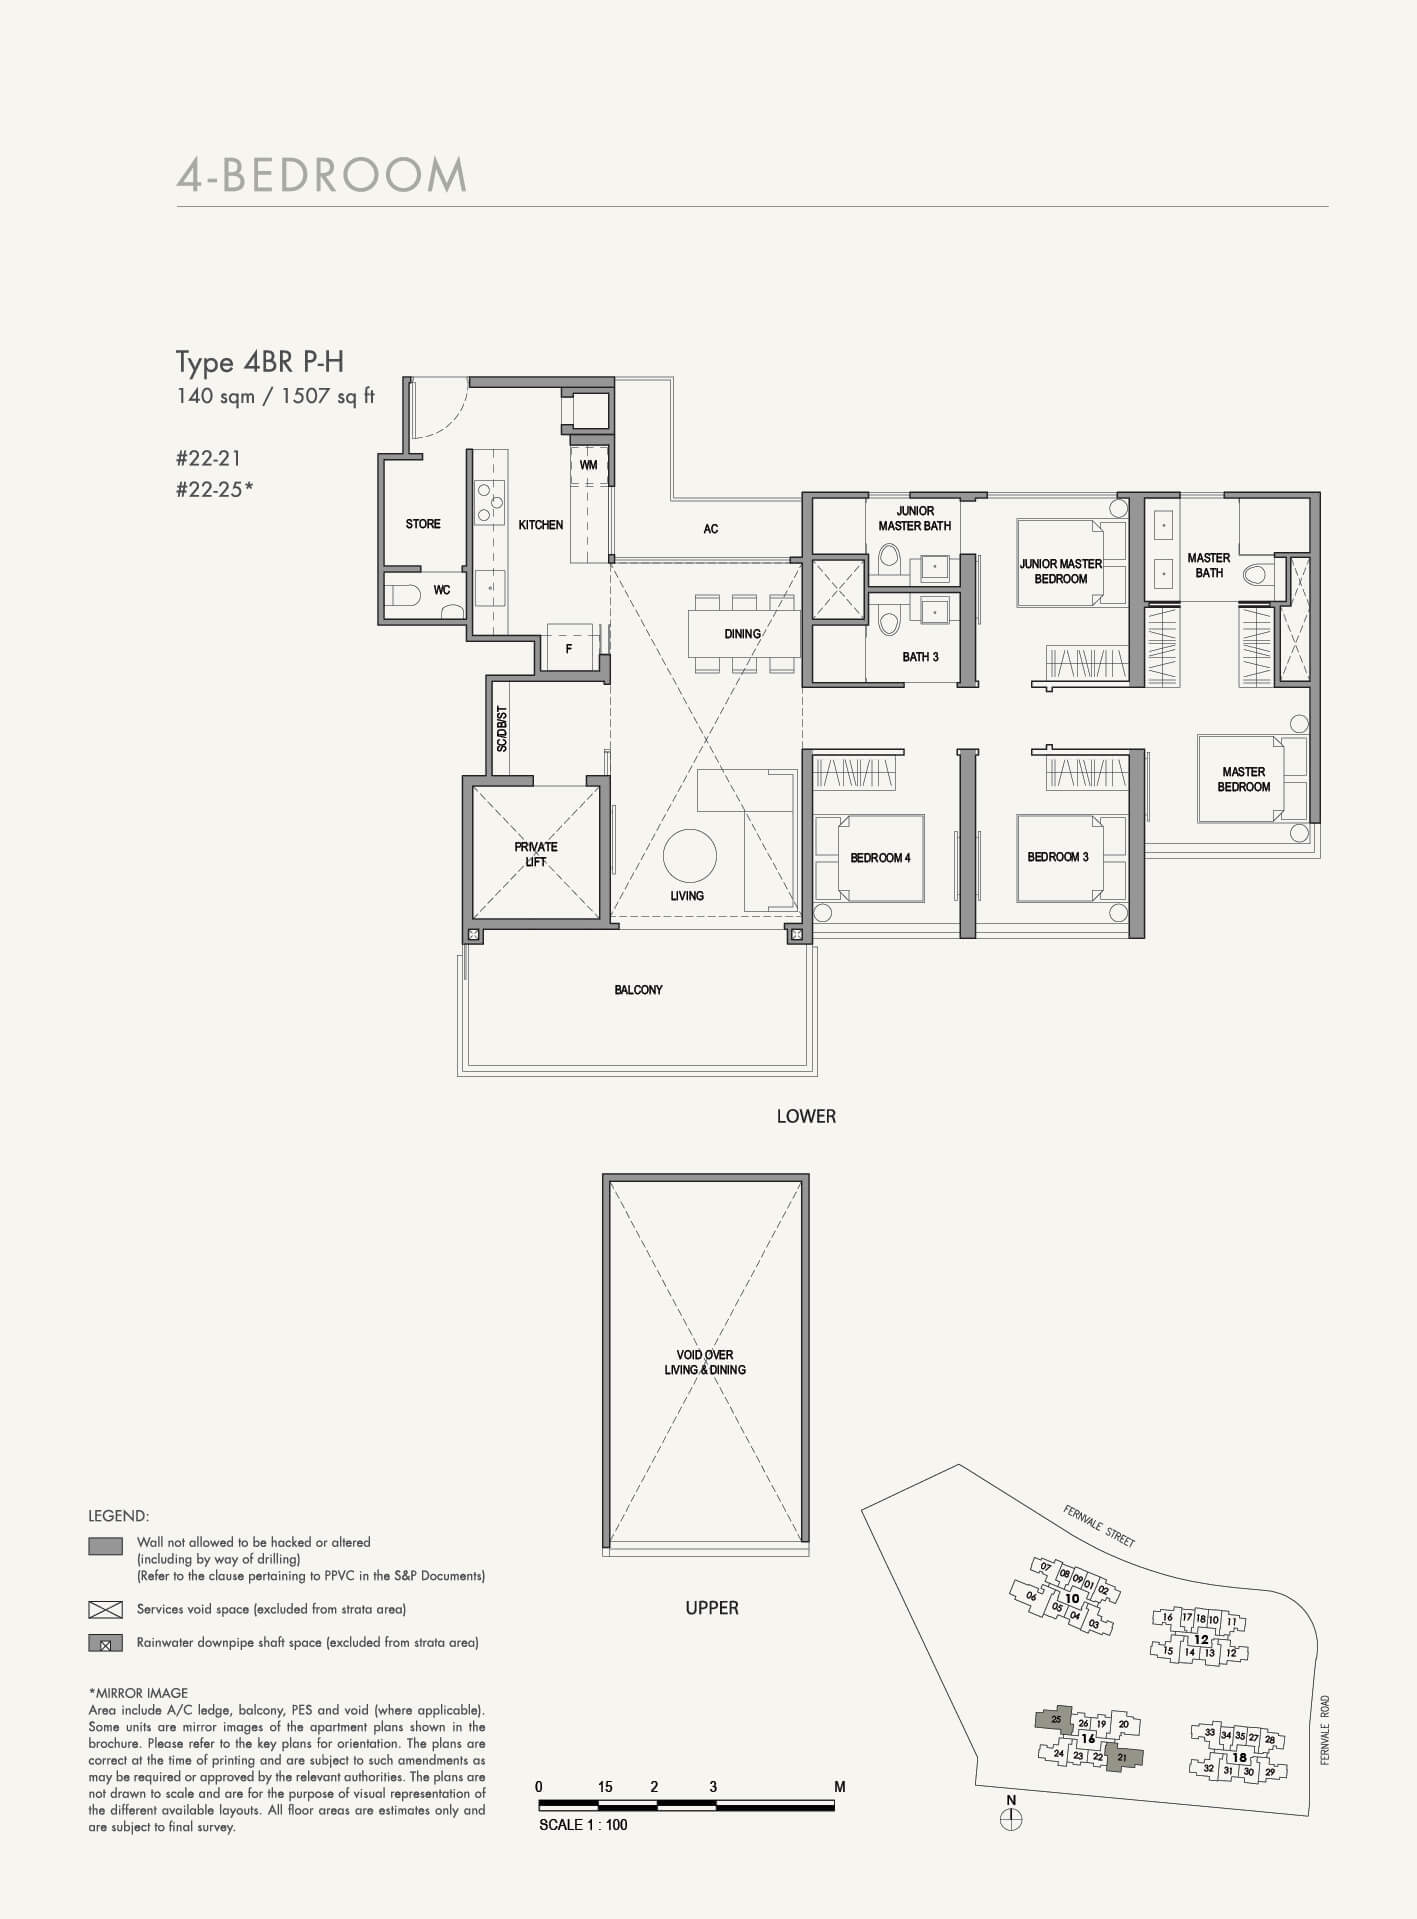 4-BEDROOM
Type 4BR P-H
140 sqm / 1507 sq ft
#22-21
#22-25*
WM
STORE
KITCHEN
AC
JUNIOR
MASTER BATH
JUNIOR MASTER
BEDROOM
MASTER
BATH
WC
DINING
F
BATH 3
SC/DB/ST
MASTER
BEDROOM
PRIVATE
LIFT
LIVING
BEDROOM 4
BEDROOM 3
BALCONY
LOWER
VOID OVER
LIVING & DINING
UPPER
LEGEND:
Wall not allowed to be hacked or altered
(including by way of drilling)
(Refer to the clause pertaining to PPVC in the S&P Documents)
Services void space (excluded from strata area)
Rainwater downpipe shaft space (excluded from strata area)
*MIRROR IMAGE
Area include A/C ledge, balcony, PES and void (where applicable).
Some units are mirror images of the apartment plans shown in the
brochure. Please refer to the key plans for orientation. The plans are
correct at the time of printing and are subject to such amendments as
may be required or approved by the relevant authorities. The plans are
not drawn to scale and are for the purpose of visual representation of
the different available layouts. All floor areas are estimates only and
are subject to final survey.
0 15 2 3 M
SCALE 1 : 100
FERNVALE STREET
07 08 09 01 02
10
06 05 04 03
16 17 18 10 11
12
15 14 13 12
25 26 19 20
16
24 23 22 21
33 34 35 27 28
18
32 31 30 29
FERNVALE ROAD
N